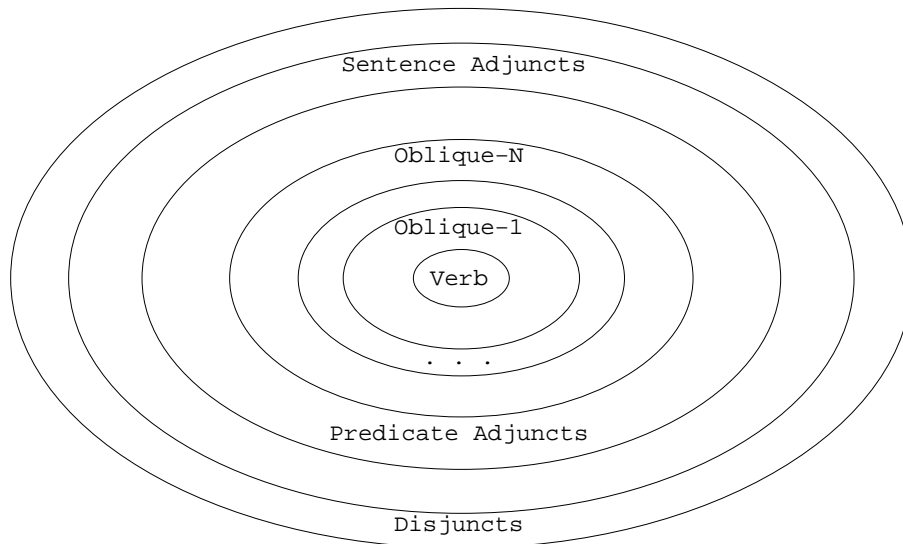 Sentence Adjuncts
Oblique-N
Oblique-1
Verb
. . .
Predicate Adjuncts
Disjuncts